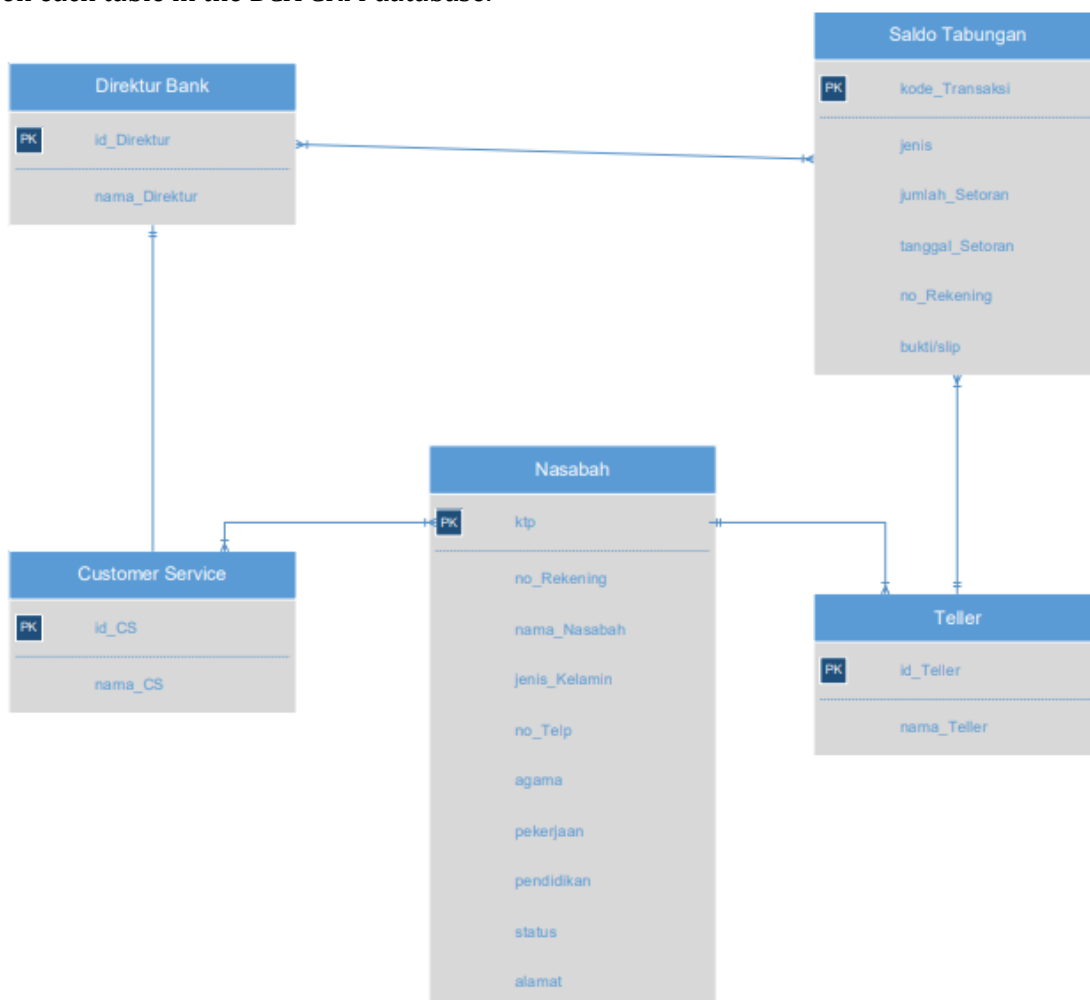 Direktur Bank
PK id_Direktur
nama_Direktur
Saldo Tabungan
PK kode_Transaksi
jenis
jumlah_Setoran
tanggal_Setoran
no_Rekening
bukti/slip
Nasabah
PK ktp
no_Rekening
nama_Nasabah
jenis_Kelamin
no_Telp
agama
pekerjaan
pendidikan
status
alamat
Customer Service
PK id_CS
nama_CS
Teller
PK id_Teller
nama_Teller